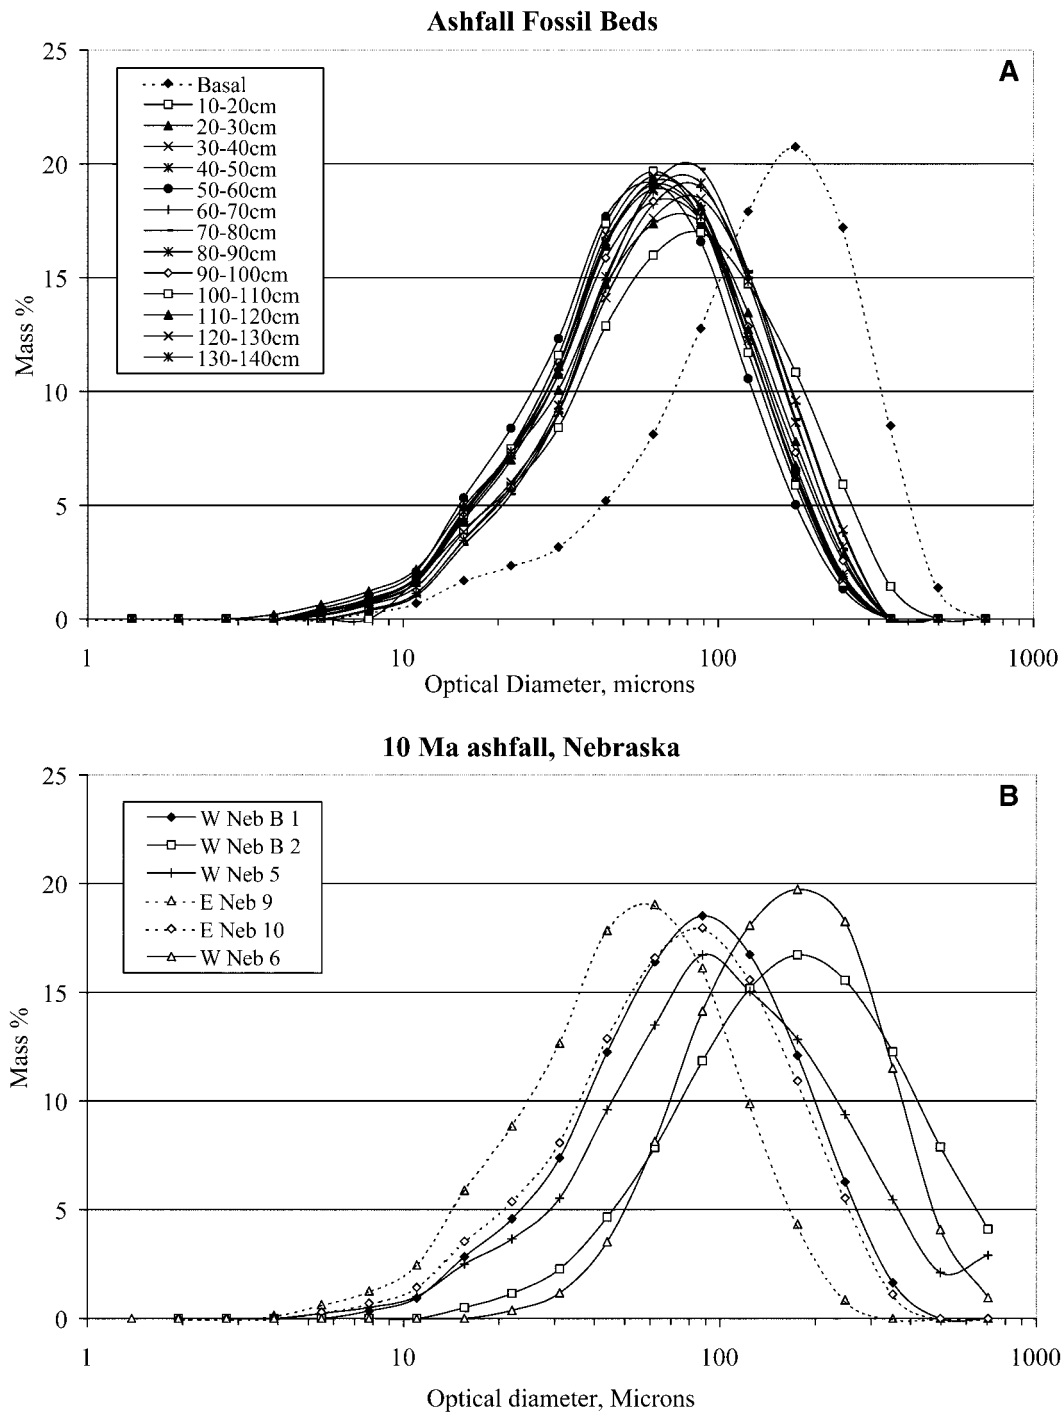 Ashfall Fossil Beds
25
A
Basal
10-20cm
20-30cm
30-40cm
40-50cm
50-60cm
60-70cm
70-80cm
80-90cm
90-100cm
100-110cm
110-120cm
120-130cm
130-140cm
20
15
10
5
0
Mass %
1 10 100 1000
Optical Diameter, microns
10 Ma ashfall, Nebraska
25
B
W Neb B 1
W Neb B 2
W Neb 5
E Neb 9
E Neb 10
W Neb 6
20
15
10
5
0
Mass %
1 10 100 1000
Optical diameter, Microns